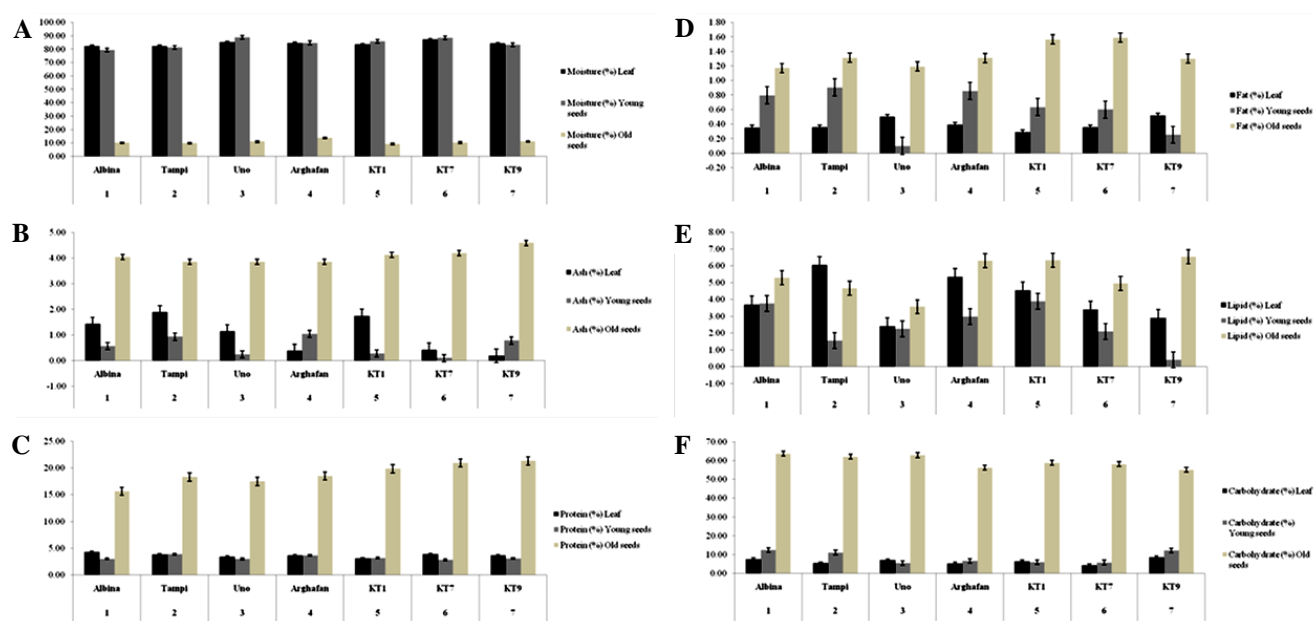 A
100.00
90.00
80.00
70.00
60.00
50.00
40.00
30.00
20.00
10.00
0.00
Albina Tampi Uno Arghafan KT1 KT7 KT9
1 2 3 4 5 6 7
Moisture (%) Leaf
Moisture (%) Young
seeds
Moisture (%) Old
seeds
B
5.00
4.00
3.00
2.00
1.00
0.00
-1.00
Albina Tampi Uno Arghafan KT1 KT7 KT9
1 2 3 4 5 6 7
Ash (%) Leaf
Ash (%) Young seeds
Ash (%) Old seeds
C
25.00
20.00
15.00
10.00
5.00
0.00
Albina Tampi Uno Arghafan KT1 KT7 KT9
1 2 3 4 5 6 7
Protein (%) Leaf
Protein (%) Young seeds
Protein (%) Old seeds
D
1.80
1.60
1.40
1.20
1.00
0.80
0.60
0.40
0.20
0.00
-0.20
Albina Tampi Uno Arghafan KT1 KT7 KT9
1 2 3 4 5 6 7
Fat (%) Leaf
Fat (%) Young seeds
Fat (%) Old seeds
E
8.00
7.00
6.00
5.00
4.00
3.00
2.00
1.00
0.00
-1.00
Albina Tampi Uno Arghafan KT1 KT7 KT9
1 2 3 4 5 6 7
Lipid (%) Leaf
Lipid (%) Young seeds
Lipid (%) Old seeds
F
70.00
60.00
50.00
40.00
30.00
20.00
10.00
0.00
Albina Tampi Uno Arghafan KT1 KT7 KT9
1 2 3 4 5 6 7
Carbohydrate (%) Leaf
Carbohydrate (%)
Young seeds
Carbohydrate (%) Old
seeds